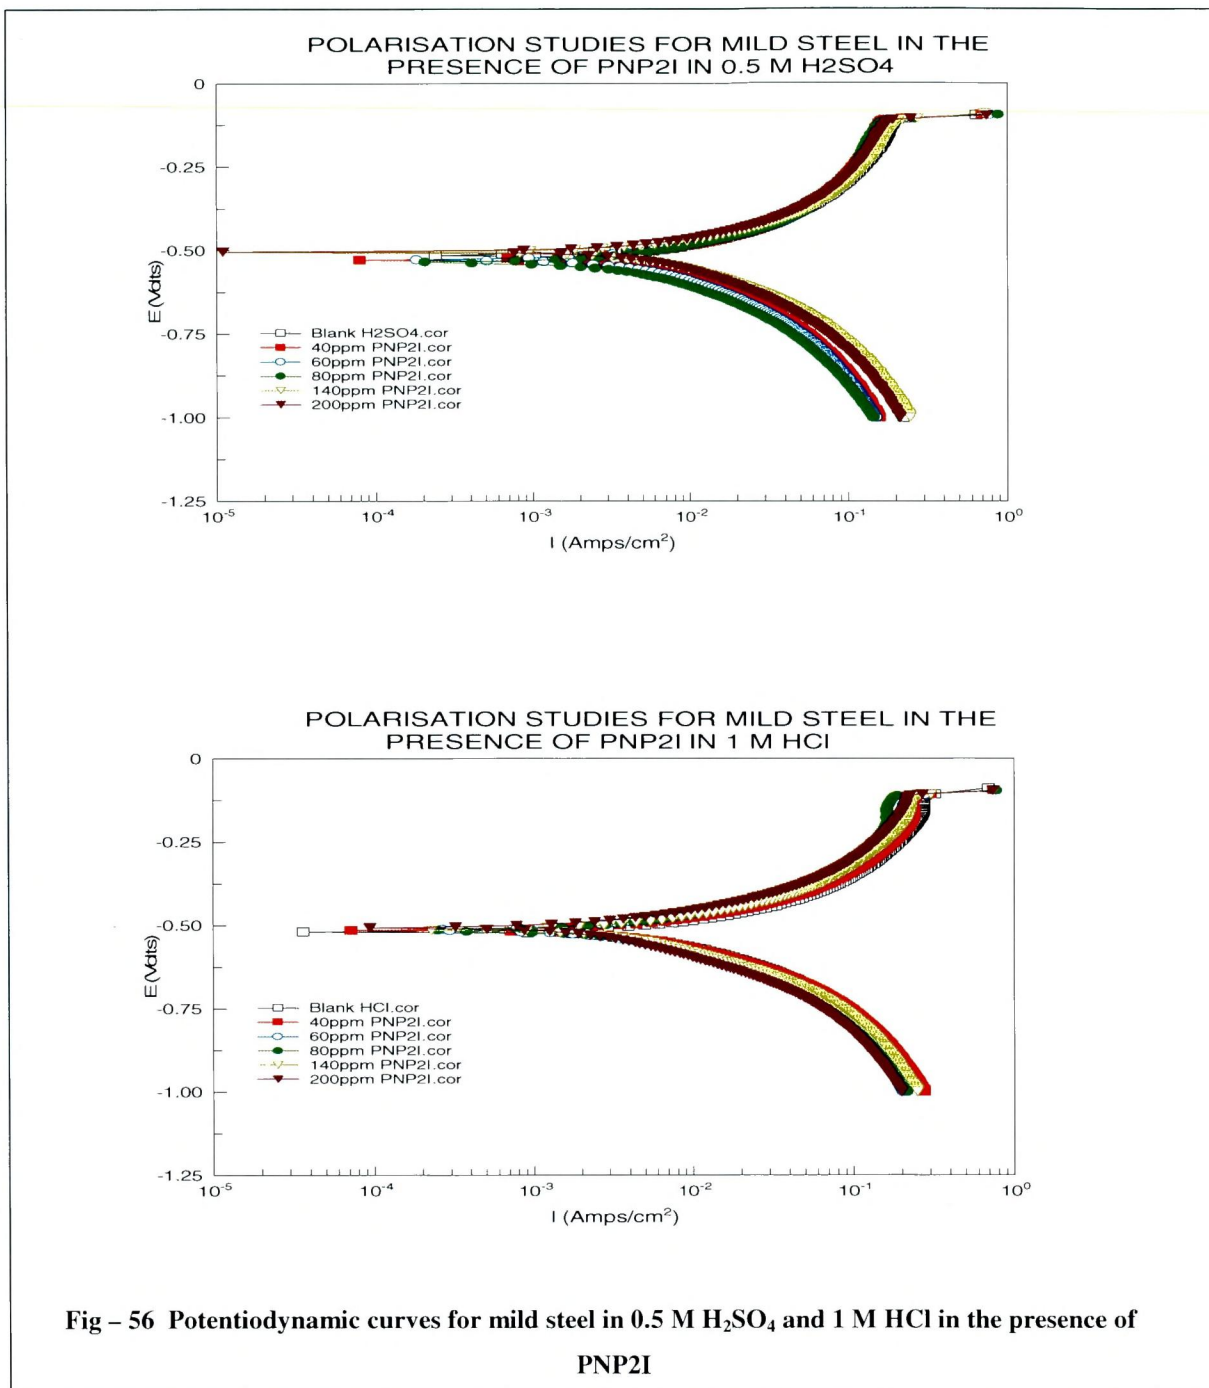 POLARISATION STUDIES FOR MILD STEEL IN THE
PRESENCE OF PNP2I IN 0.5 M H2SO4
0
-0.25
-0.50
-0.75
-1.00
-1.25
E (Volts)
Blank H2SO4.cor
40ppm PNP2I.cor
60ppm PNP2I.cor
80ppm PNP2I.cor
140ppm PNP2I.cor
200ppm PNP2I.cor
10⁻⁵ 10⁻⁴ 10⁻³ 10⁻² 10⁻¹ 10⁰
I (Amps/cm²)
POLARISATION STUDIES FOR MILD STEEL IN THE
PRESENCE OF PNP2I IN 1 M HCl
0
-0.25
-0.50
-0.75
-1.00
-1.25
E (Volts)
Blank HCl.cor
40ppm PNP2I.cor
60ppm PNP2I.cor
80ppm PNP2I.cor
140ppm PNP2I.cor
200ppm PNP2I.cor
10⁻⁵ 10⁻⁴ 10⁻³ 10⁻² 10⁻¹ 10⁰
I (Amps/cm²)
Fig – 56 Potentiodynamic curves for mild steel in 0.5 M H₂SO₄ and 1 M HCl in the presence of
PNP2I